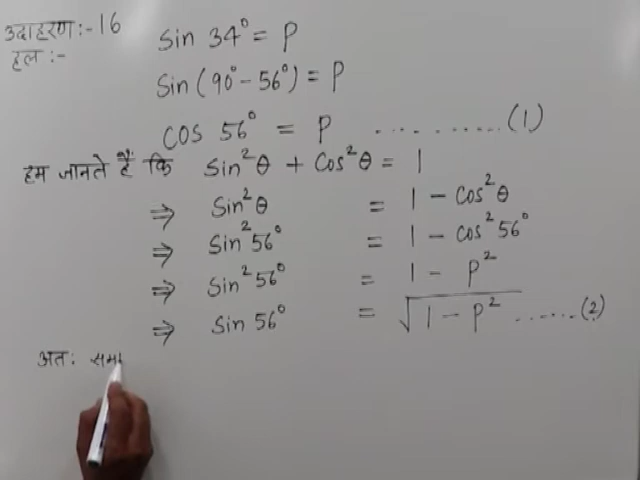 उदाहरण:-16
हल:-
Sin 34° = P
Sin (90° - 56°) = P
COS 56° = P ..........(1)
हम जानते हैं कि Sin²θ + Cos²θ = 1
⇒ Sin²θ = 1 - COS²θ
⇒ Sin²56° = 1 - COS²56°
⇒ Sin²56° = 1 - P²
⇒ Sin 56° = √1 - P² ......(2)
अत: समी